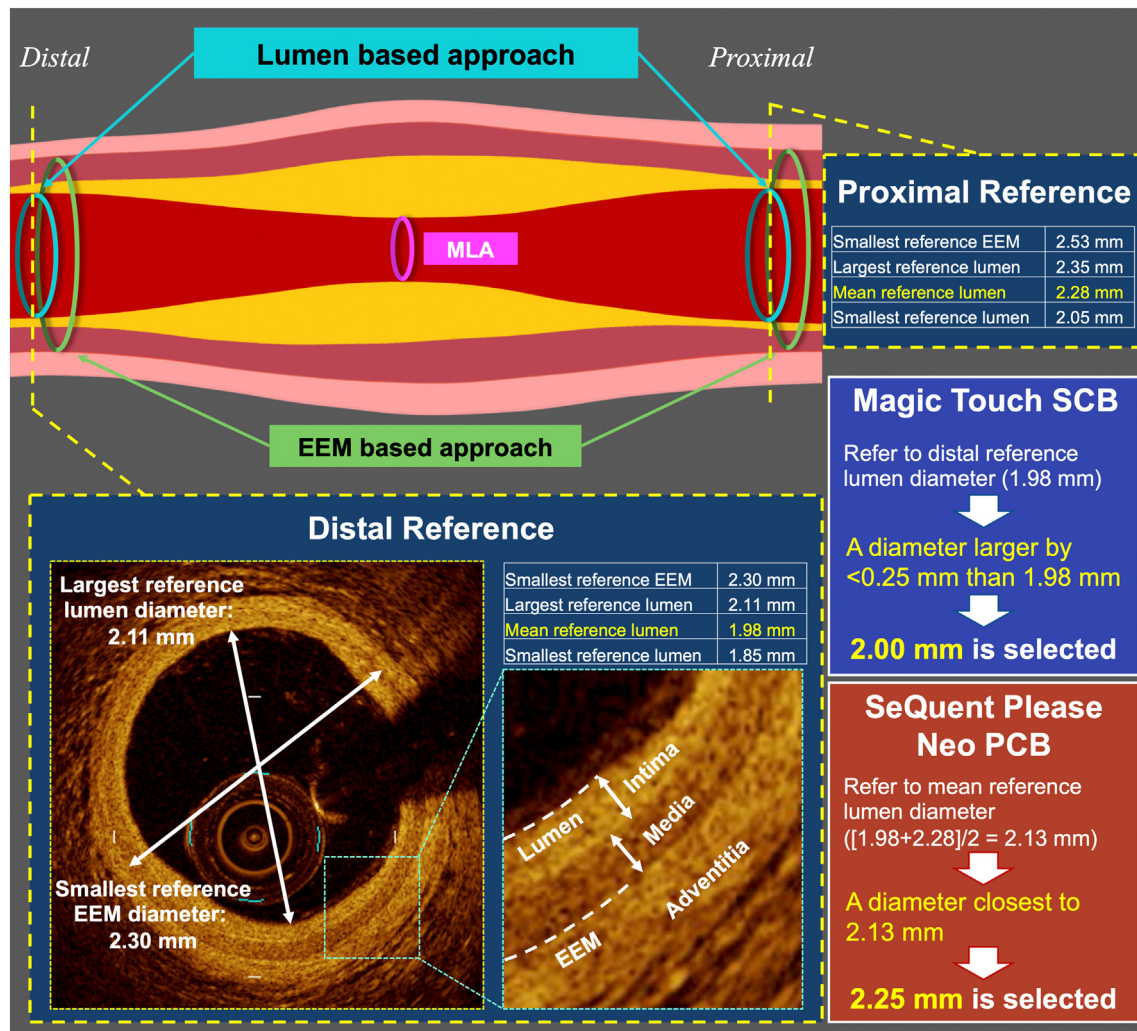 Distal
Lumen based approach
Proximal
MLA
EEM based approach
Proximal Reference
Smallest reference EEM 2.53 mm
Largest reference lumen 2.35 mm
Mean reference lumen 2.28 mm
Smallest reference lumen 2.05 mm
Distal Reference
Largest reference
lumen diameter:
2.11 mm
Smallest reference
EEM diameter:
2.30 mm
Smallest reference EEM 2.30 mm
Largest reference lumen 2.11 mm
Mean reference lumen 1.98 mm
Smallest reference lumen 1.85 mm
Lumen
Intima
Media
Adventitia
EEM
Magic Touch SCB
Refer to distal reference
lumen diameter (1.98 mm)
A diameter larger by
<0.25 mm than 1.98 mm
2.00 mm is selected
SeQuent Please
Neo PCB
Refer to mean reference
lumen diameter
([1.98+2.28]/2 = 2.13 mm)
A diameter closest to
2.13 mm
2.25 mm is selected